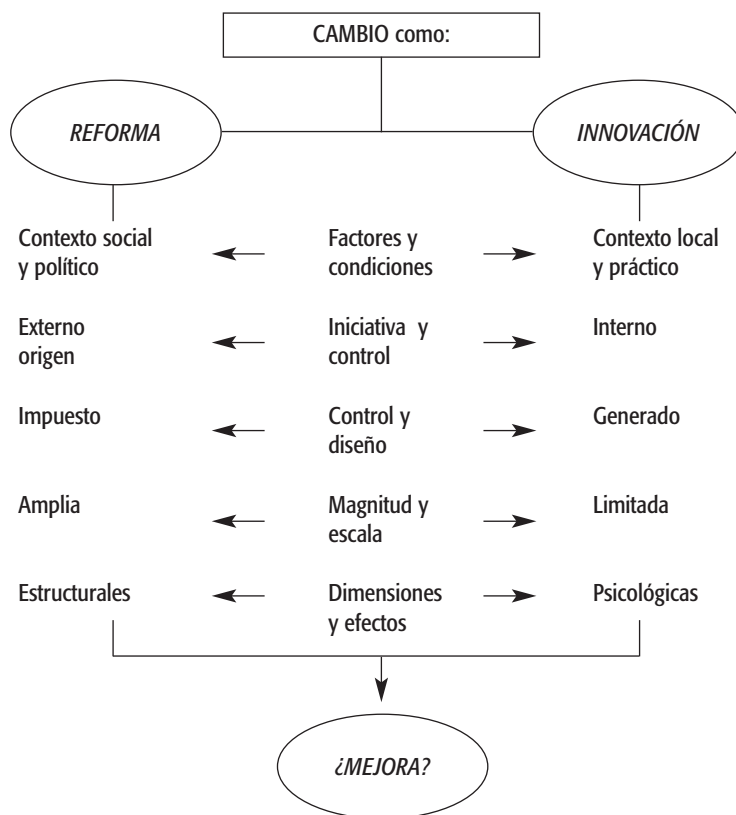 CAMBIO como:
REFORMA
INNOVACIÓN
Contexto social
y político
Factores y
condiciones
Contexto local
y práctico
Externo
origen
Iniciativa y
control
Interno
Impuesto
Control y
diseño
Generado
Amplia
Magnitud y
escala
Limitada
Estructurales
Dimensiones
y efectos
Psicológicas
¿MEJORA?